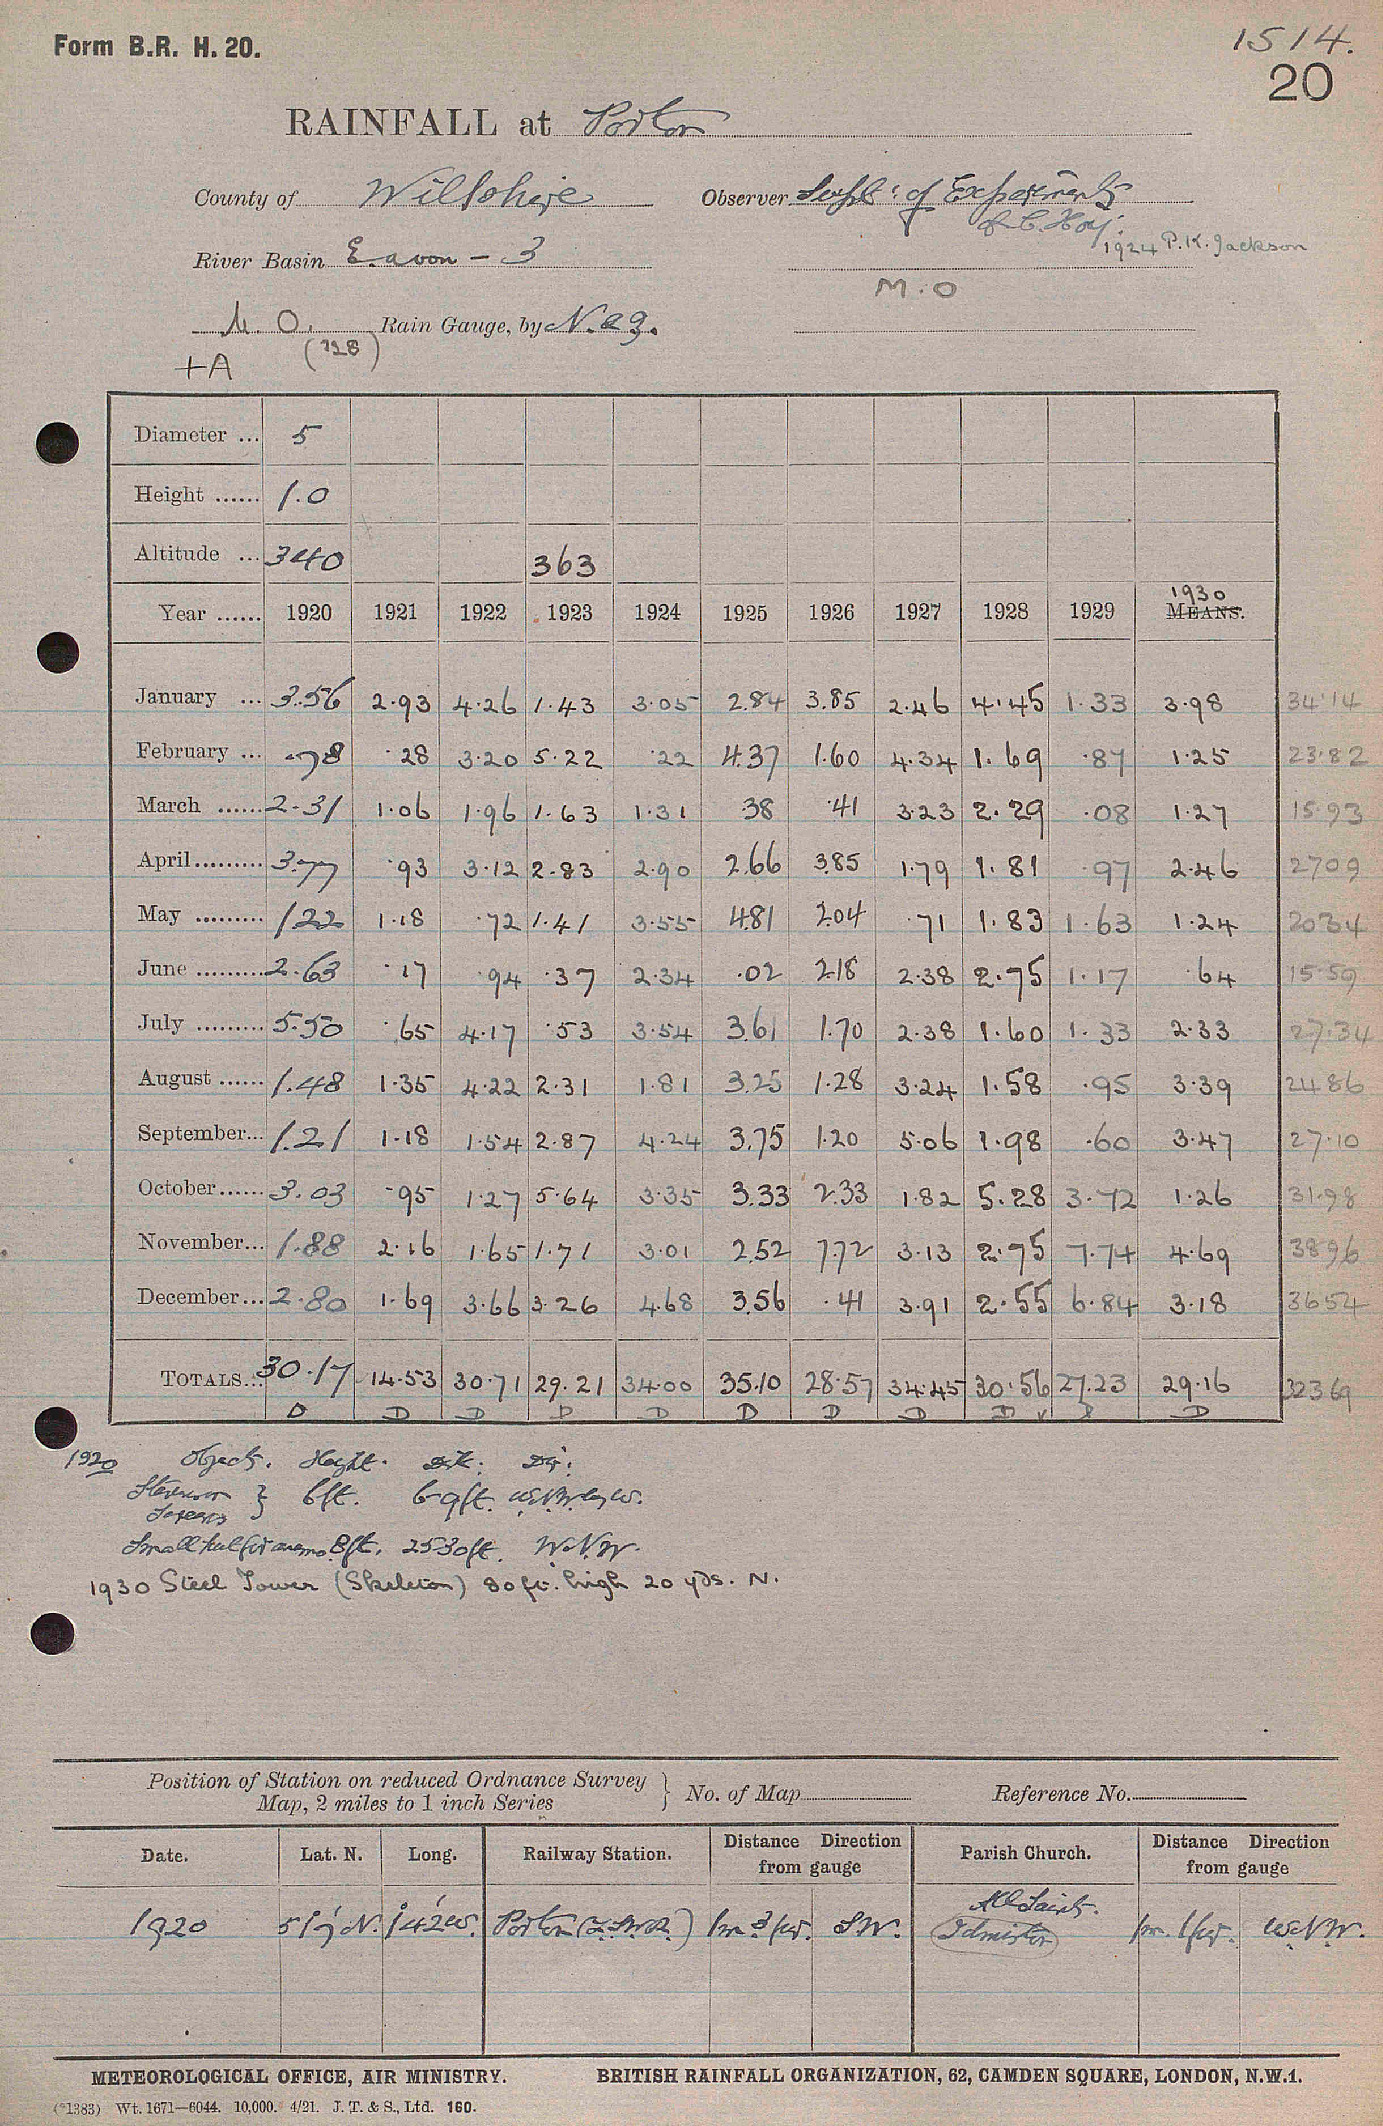 Form B.R. H. 20.
1514.
20
RAINFALL at Porton
County of Wiltshire Observer Supt: of Experiments
1924 P.K. Jackson
River Basin E. avon - 3
M.O
M. O. Rain Gauge, by N. & Z.
+A (728)
Diameter ... 5
Height ...... 1.0
Altitude ... 340 363
1930
Year ...... 1920 1921 1922 1923 1924 1925 1926 1927 1928 1929 MEANS.
January ... 3.56 2.93 4.26 1.43 3.05 2.84 3.85 2.46 4.45 1.33 3.98 34.14
February ... .78 .28 3.20 5.22 .22 4.37 1.60 4.34 1.69 .87 1.25 23.82
March ...... 2.31 1.06 1.96 1.63 1.31 .38 .41 3.23 2.29 .08 1.27 15.93
April ......... 3.77 .93 3.12 2.83 2.90 2.66 3.85 1.79 1.81 .97 2.46 27.09
May ......... 1.22 1.18 .72 1.41 3.55 4.81 2.04 .71 1.83 1.63 1.24 20.34
June ......... 2.63 .17 .94 .37 2.34 .02 2.18 2.38 2.75 1.17 .64 15.59
July ......... 5.50 .65 4.17 .53 3.54 3.61 1.70 2.38 1.60 1.33 2.33 27.34
August ...... 1.48 1.35 4.22 2.31 1.81 3.25 1.28 3.24 1.58 .95 3.39 24.86
September... 1.21 1.18 1.54 2.87 4.24 3.75 1.20 5.06 1.98 .60 3.47 27.10
October ...... 3.03 .95 1.27 5.64 3.35 3.33 2.33 1.82 5.28 3.72 1.26 31.98
November... 1.88 2.16 1.65 1.71 3.01 2.52 7.72 3.13 2.75 7.74 4.69 38.96
December... 2.80 1.69 3.66 3.26 4.68 3.56 .41 3.91 2.55 6.84 3.18 36.54
TOTALS... 30.17 14.53 30.71 29.21 34.00 35.10 28.57 34.45 30.56 27.23 29.16 323.69
D D D D D D D D D D
1920 Object. Height. Dist. Dir.
Stevenson } 6ft. 6-9ft. W.N.W. by W.
Screens
Small hut for anemo 8ft. 25-30ft. W.N.W.
1930 Steel Tower (Skeleton) 80 ft. high 20 yds. N.
Position of Station on reduced Ordnance Survey } No. of Map Reference No.
Map, 2 miles to 1 inch Series
Date. Lat. N. Long. Railway Station. Distance Direction from gauge Parish Church. Distance Direction from gauge
All Saints.
1920 51°7' N. 1°42' W. Porton (L.S.W.R.) 1m. 3 fur. S.W. Idmiston 1m. 1 fur. W.N.W.
METEOROLOGICAL OFFICE, AIR MINISTRY. BRITISH RAINFALL ORGANIZATION, 62, CAMDEN SQUARE, LONDON, N.W.1.
(*1383) Wt. 1671—6044. 10,000. 4/21. J. T. & S., Ltd. 160.